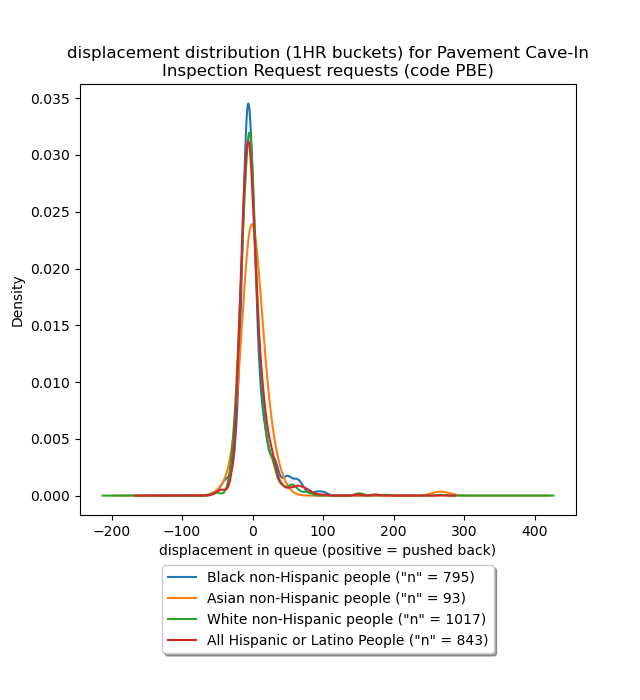 displacement distribution (1HR buckets) for Pavement Cave-In
Inspection Request requests (code PBE)
0.035
0.030
0.025
0.020
0.015
0.010
0.005
0.000
Density
−200
−100
0
100
200
300
400
displacement in queue (positive = pushed back)
Black non-Hispanic people ("n" = 795)
Asian non-Hispanic people ("n" = 93)
White non-Hispanic people ("n" = 1017)
All Hispanic or Latino People ("n" = 843)